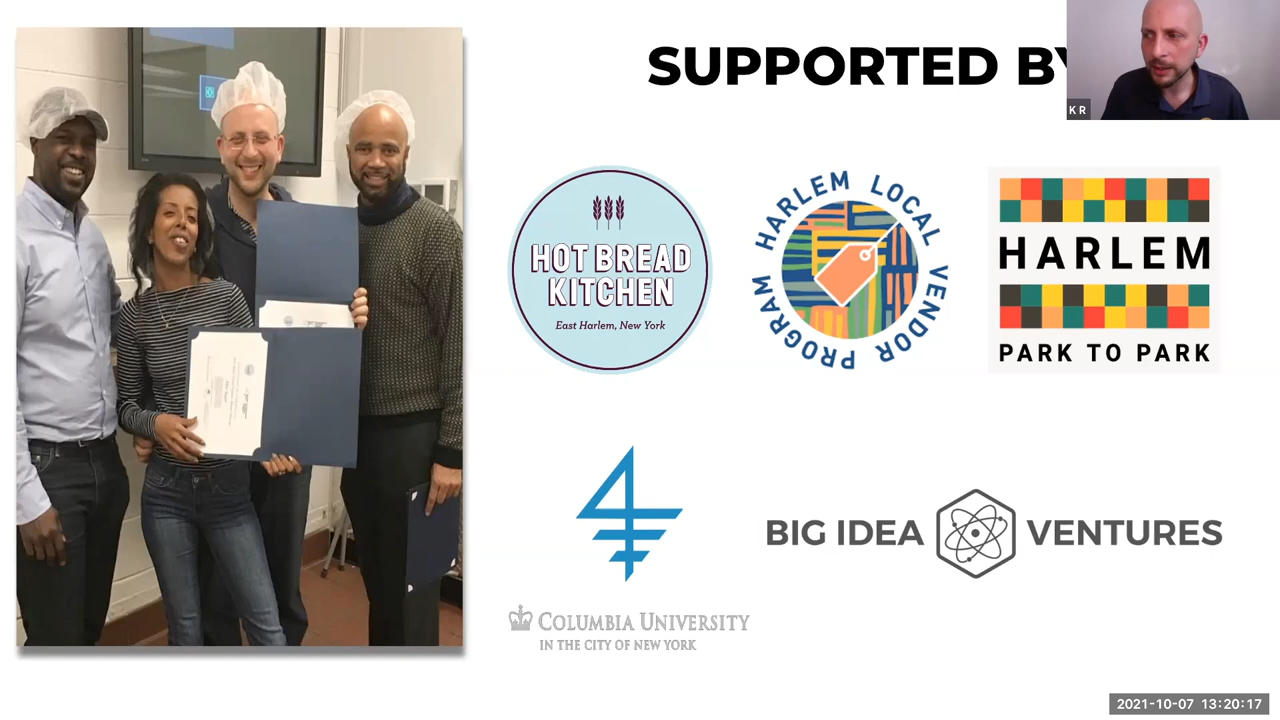 SUPPORTED BY
K R
HOT BREAD
KITCHEN
East Harlem, New York
HARLEM LOCAL VENDOR PROGRAM
HARLEM
PARK TO PARK
BIG IDEA VENTURES
COLUMBIA UNIVERSITY
IN THE CITY OF NEW YORK
2021-10-07 13:20:17